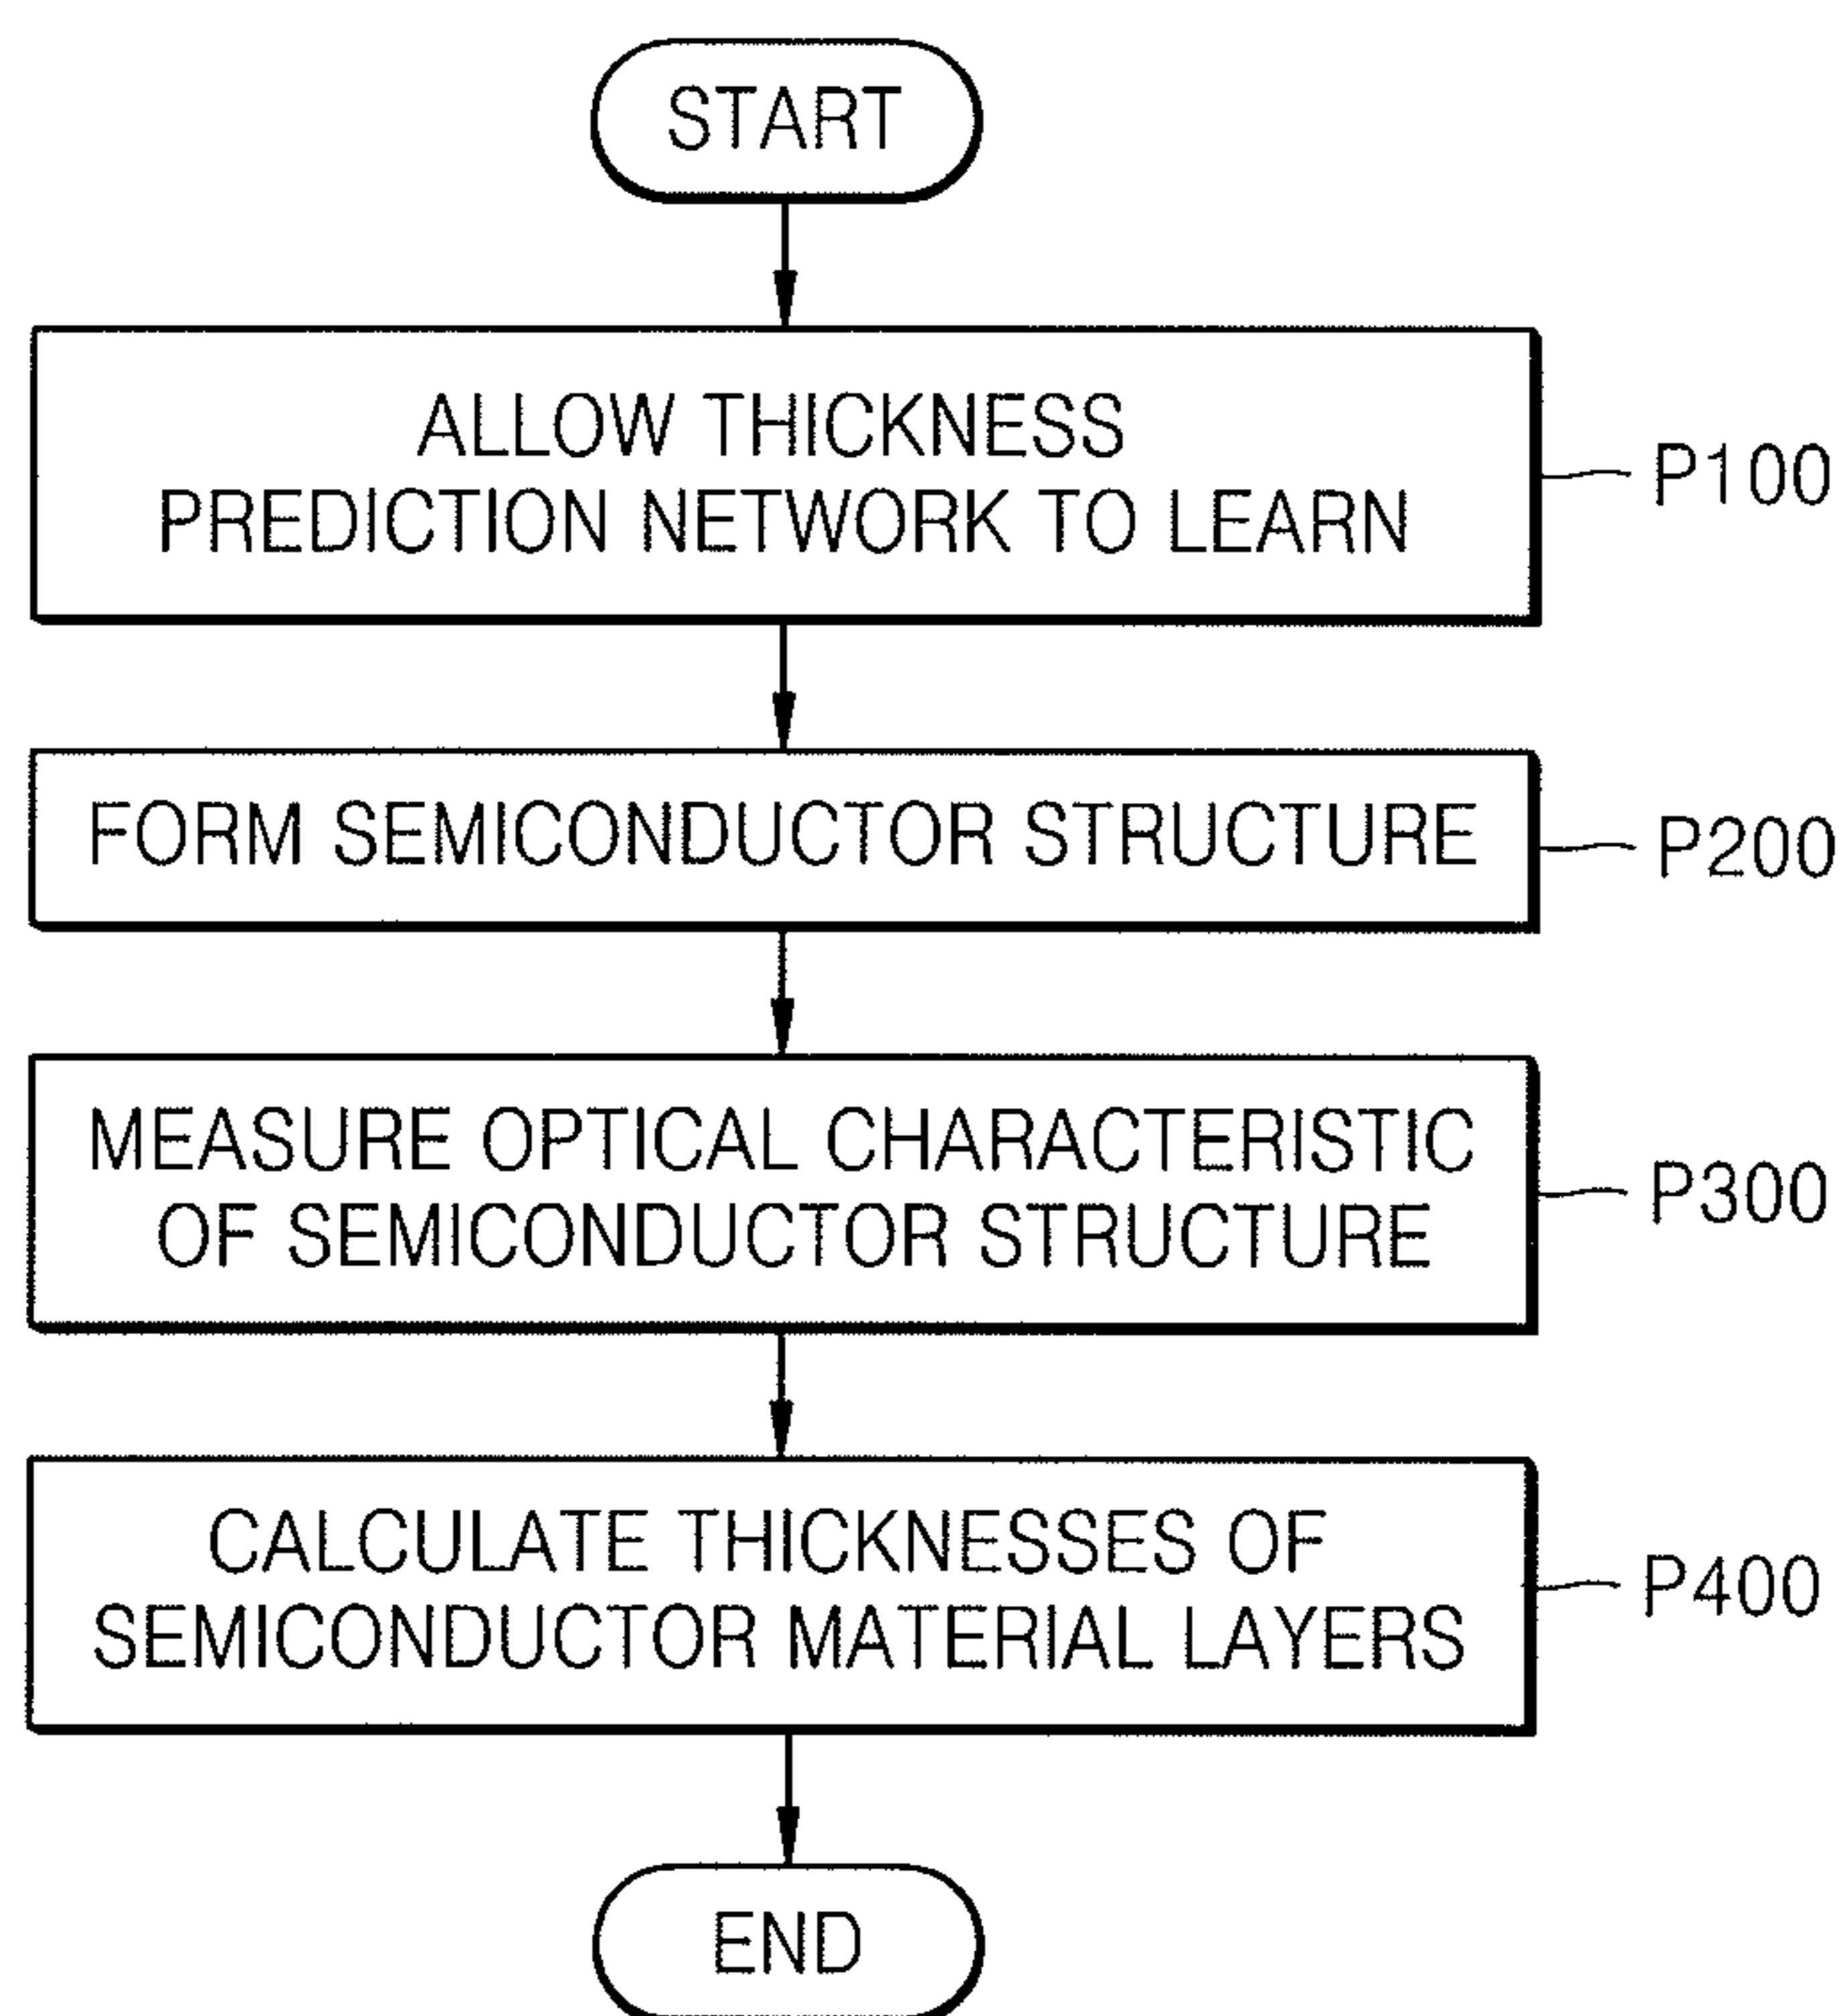 START
ALLOW THICKNESS
PREDICTION NETWORK TO LEARN
P100
FORM SEMICONDUCTOR STRUCTURE
P200
MEASURE OPTICAL CHARACTERISTIC
OF SEMICONDUCTOR STRUCTURE
P300
CALCULATE THICKNESSES OF
SEMICONDUCTOR MATERIAL LAYERS
P400
END